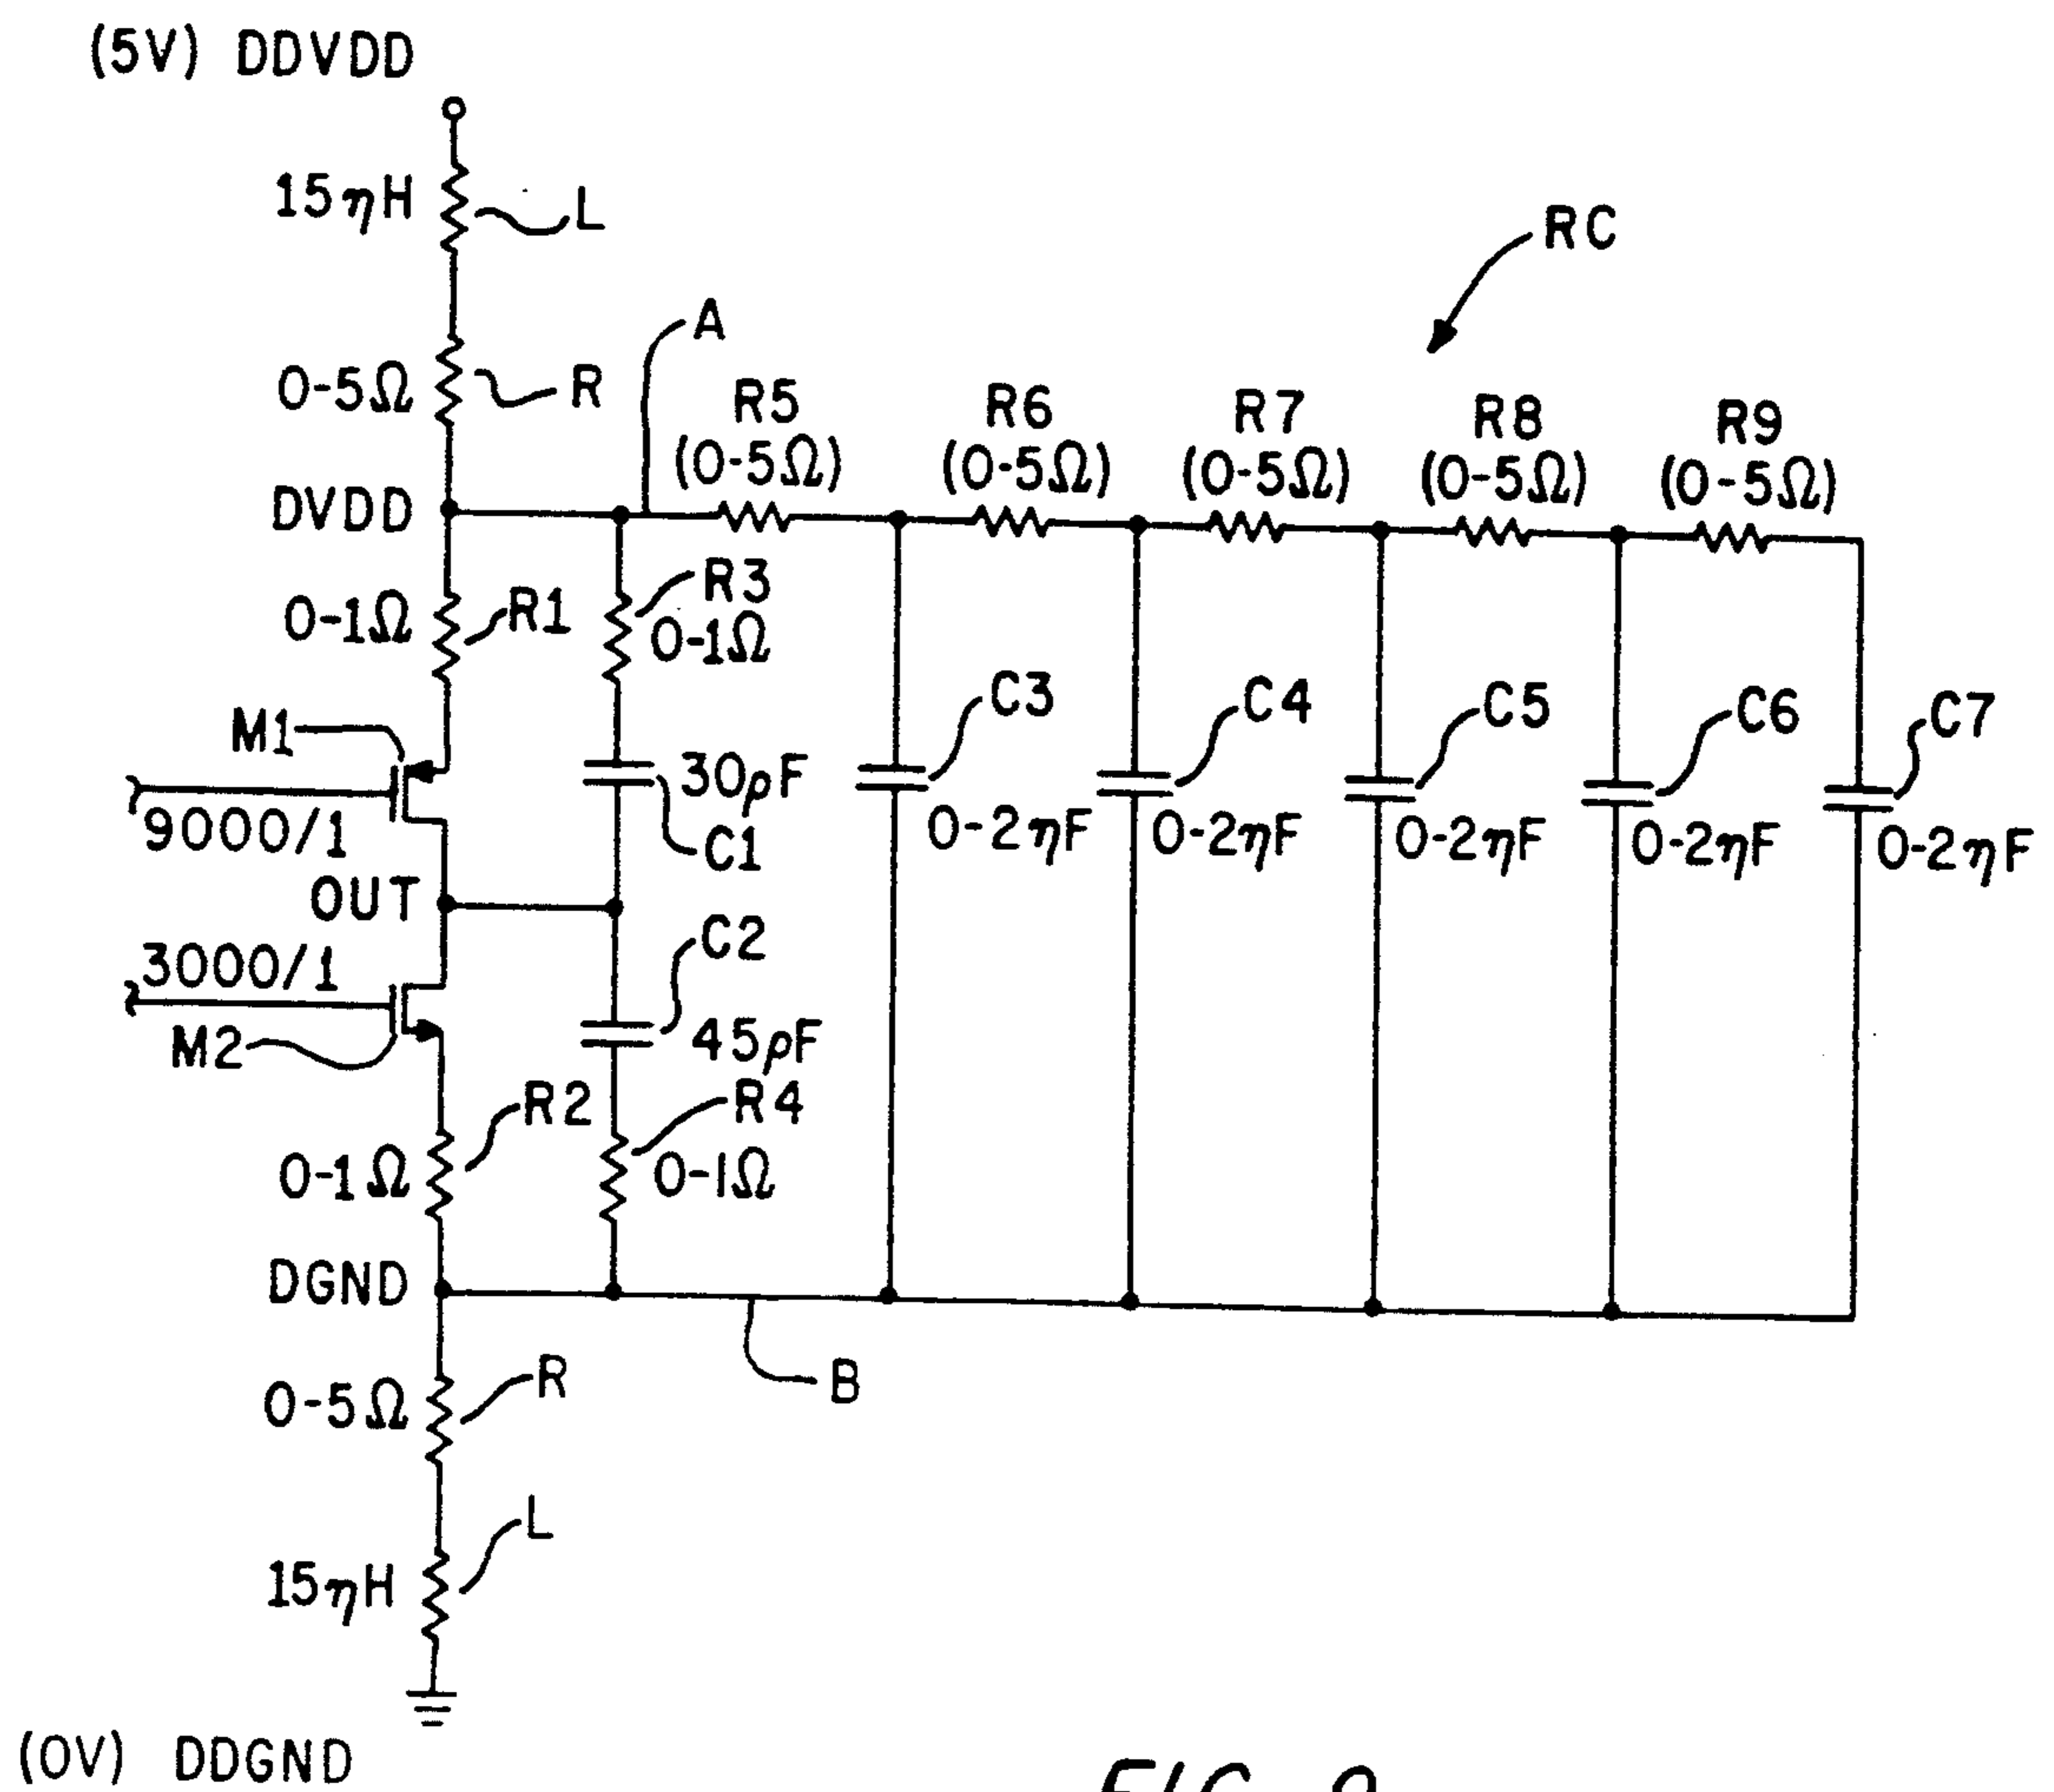 (5V) DDVDD
15ηH
L
RC
A
0-5Ω
R
R5
(0-5Ω)
R6
(0-5Ω)
R7
(0-5Ω)
R8
(0-5Ω)
R9
(0-5Ω)
DVDD
0-1Ω
R1
R3
0-1Ω
M1
9000/1
30pF
C1
C3
0-2ηF
C4
0-2ηF
C5
0-2ηF
C6
0-2ηF
C7
0-2ηF
OUT
3000/1
M2
C2
45pF
R2
0-1Ω
R4
0-1Ω
DGND
B
0-5Ω
R
L
15ηH
(0V) DDGND